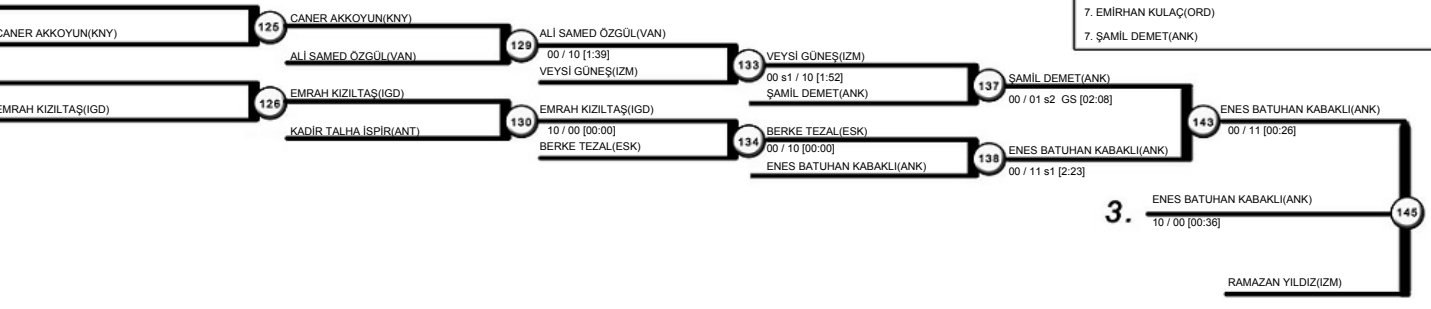 7. EMİRHAN KULAÇ(ORD)
7. ŞAMİL DEMET(ANK)
CANER AKKOYUN(KNY)
125
CANER AKKOYUN(KNY)
ALİ SAMED ÖZGÜL(VAN)
129
ALİ SAMED ÖZGÜL(VAN)
00 / 10 [1:39]
VEYSİ GÜNEŞ(IZM)
133
VEYSİ GÜNEŞ(IZM)
00 s1 / 10 [1:52]
ŞAMİL DEMET(ANK)
137
ŞAMİL DEMET(ANK)
00 / 01 s2 GS [02:08]
EMRAH KIZILTAŞ(IGD)
126
EMRAH KIZILTAŞ(IGD)
KADİR TALHA İSPİR(ANT)
130
EMRAH KIZILTAŞ(IGD)
10 / 00 [00:00]
BERKE TEZAL(ESK)
134
BERKE TEZAL(ESK)
00 / 10 [00:00]
ENES BATUHAN KABAKLI(ANK)
138
ENES BATUHAN KABAKLI(ANK)
00 / 11 s1 [2:23]
143
ENES BATUHAN KABAKLI(ANK)
00 / 11 [00:26]
3.
ENES BATUHAN KABAKLI(ANK)
10 / 00 [00:36]
145
RAMAZAN YILDIZ(IZM)